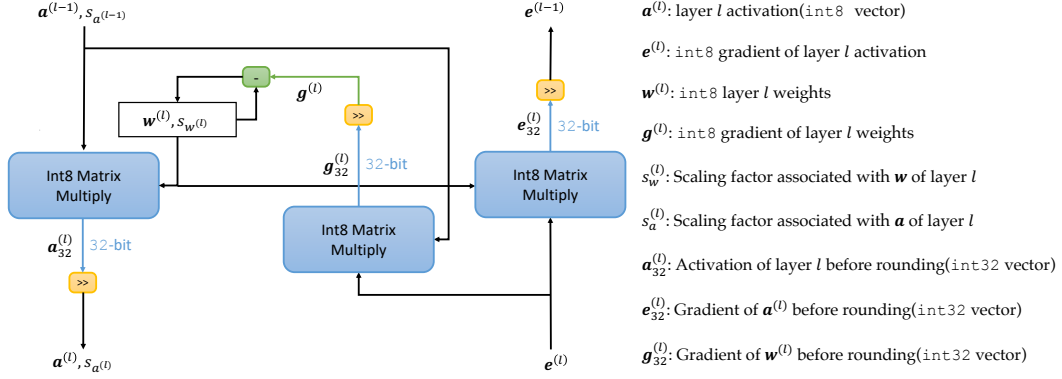 a^(l−1), s_a^(l−1)
e^(l−1)
-
g^(l)
>>
>>
w^(l), s_w^(l)
e_32^(l) 32-bit
g_32^(l) 32-bit
Int8 Matrix
Multiply
Int8 Matrix
Multiply
Int8 Matrix
Multiply
a_32^(l) 32-bit
>>
a^(l), s_a^(l)
e^(l)
a^(l): layer l activation(int8 vector)
e^(l): int8 gradient of layer l activation
w^(l): int8 layer l weights
g^(l): int8 gradient of layer l weights
s_w^(l): Scaling factor associated with w of layer l
s_a^(l): Scaling factor associated with a of layer l
a_32^(l): Activation of layer l before rounding(int32 vector)
e_32^(l): Gradient of a^(l) before rounding(int32 vector)
g_32^(l): Gradient of w^(l) before rounding(int32 vector)